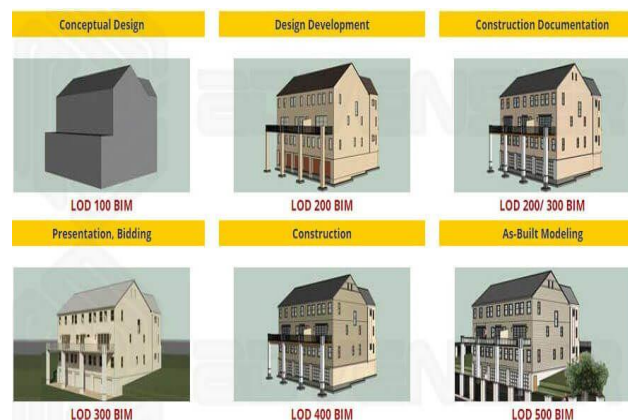 Conceptual Design
Design Development
Construction Documentation
LOD 100 BIM
LOD 200 BIM
LOD 200/ 300 BIM
Presentation, Bidding
Construction
As-Built Modeling
LOD 300 BIM
LOD 400 BIM
LOD 500 BIM